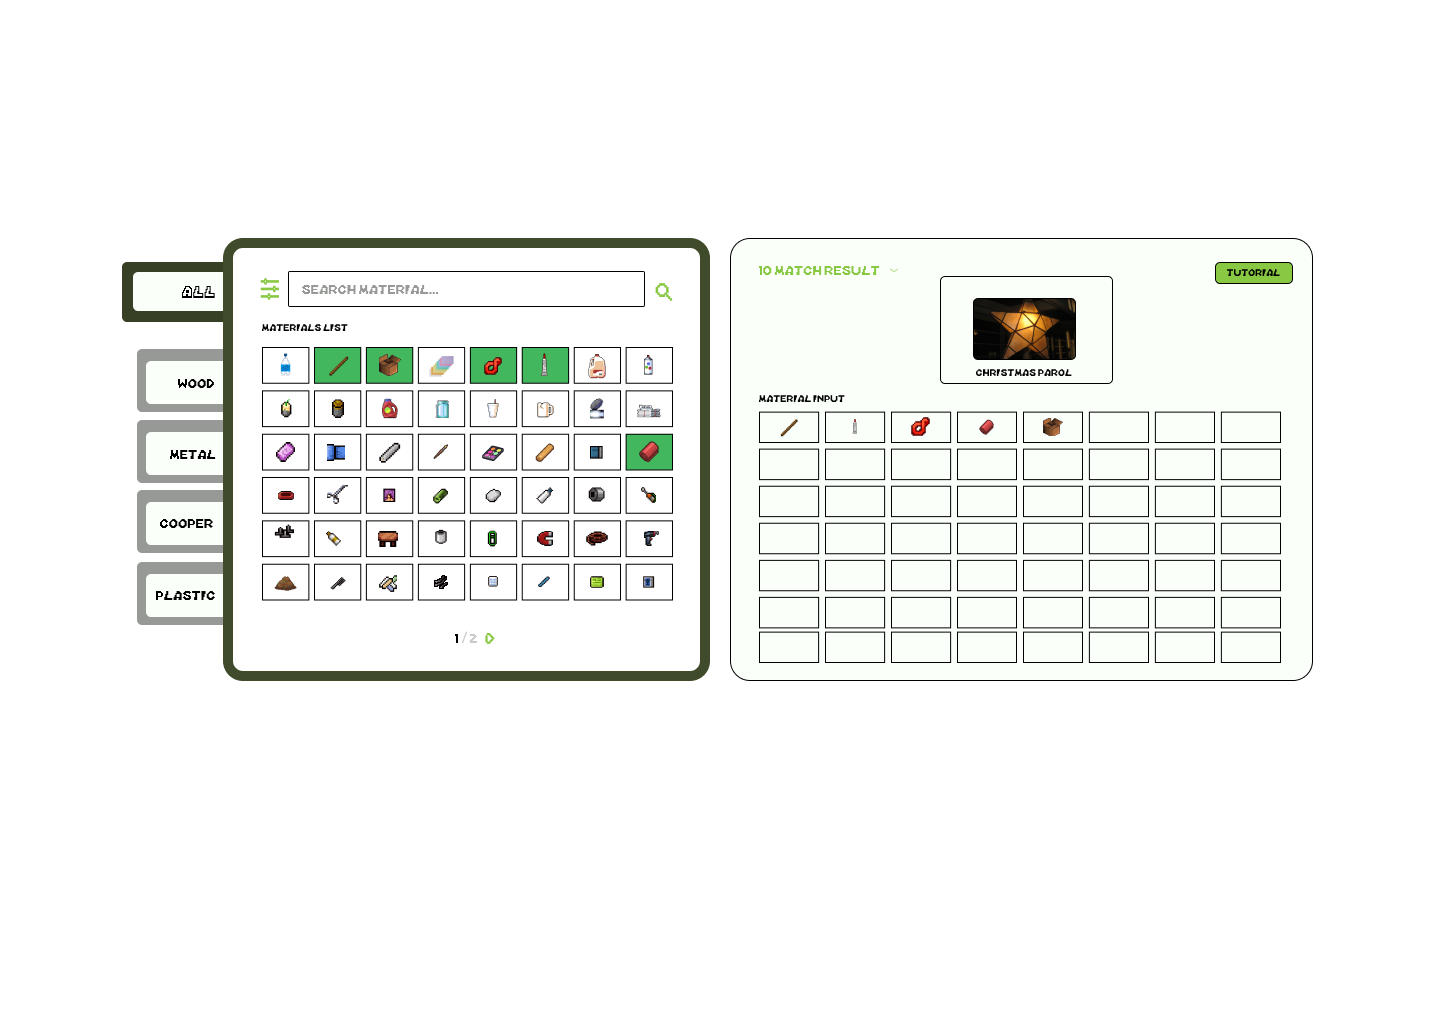 ALL
WOOD
METAL
COOPER
PLASTIC
SEARCH MATERIAL...
MATERIALS LIST
1 / 2
10 MATCH RESULT
TUTORIAL
CHRISTMAS PAROL
MATERIAL INPUT